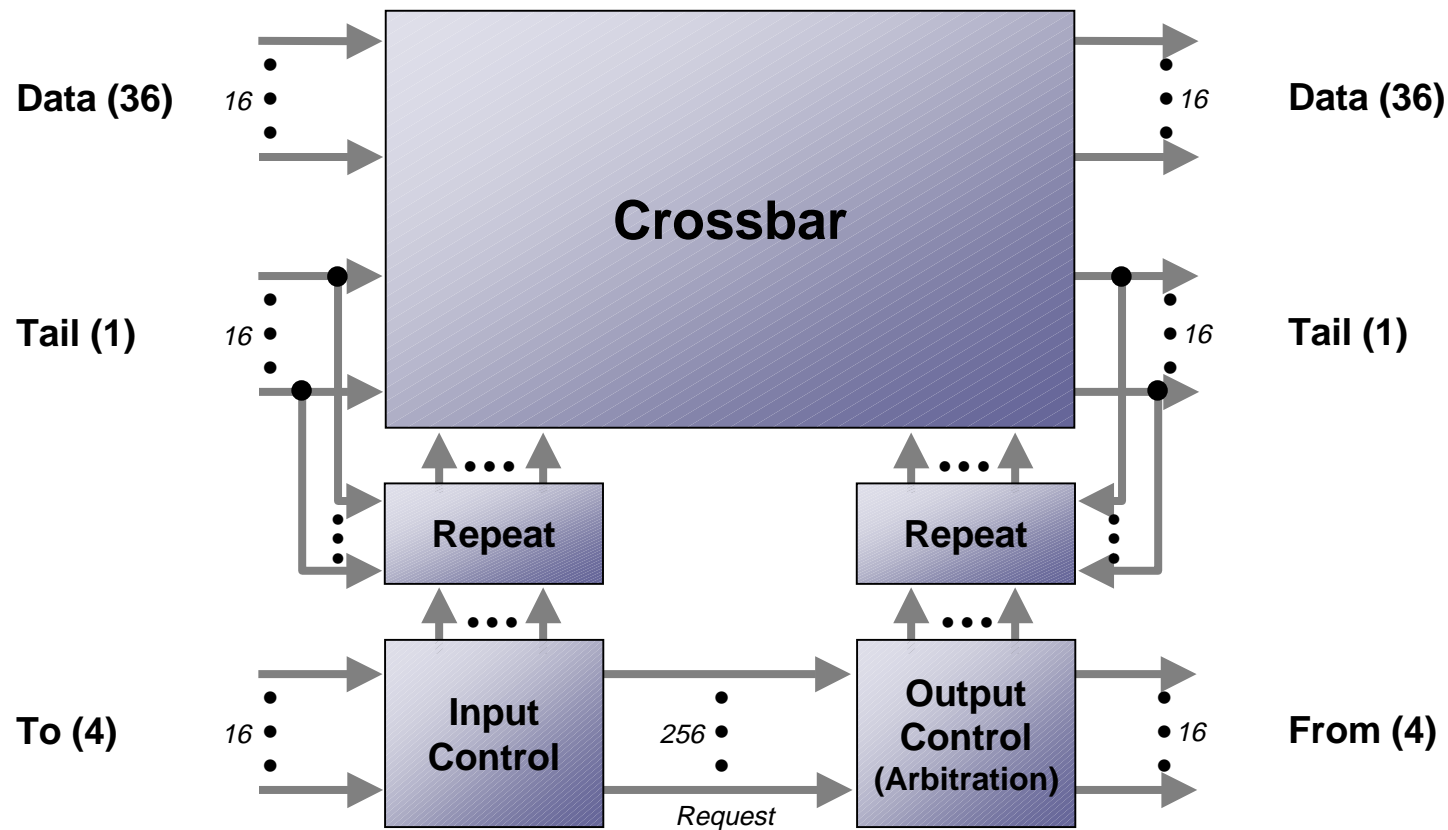 Data (36)
16
Crossbar
16
Data (36)
Tail (1)
16
16
Tail (1)
Repeat
Repeat
To (4)
16
Input
Control
256
Request
Output
Control
(Arbitration)
16
From (4)